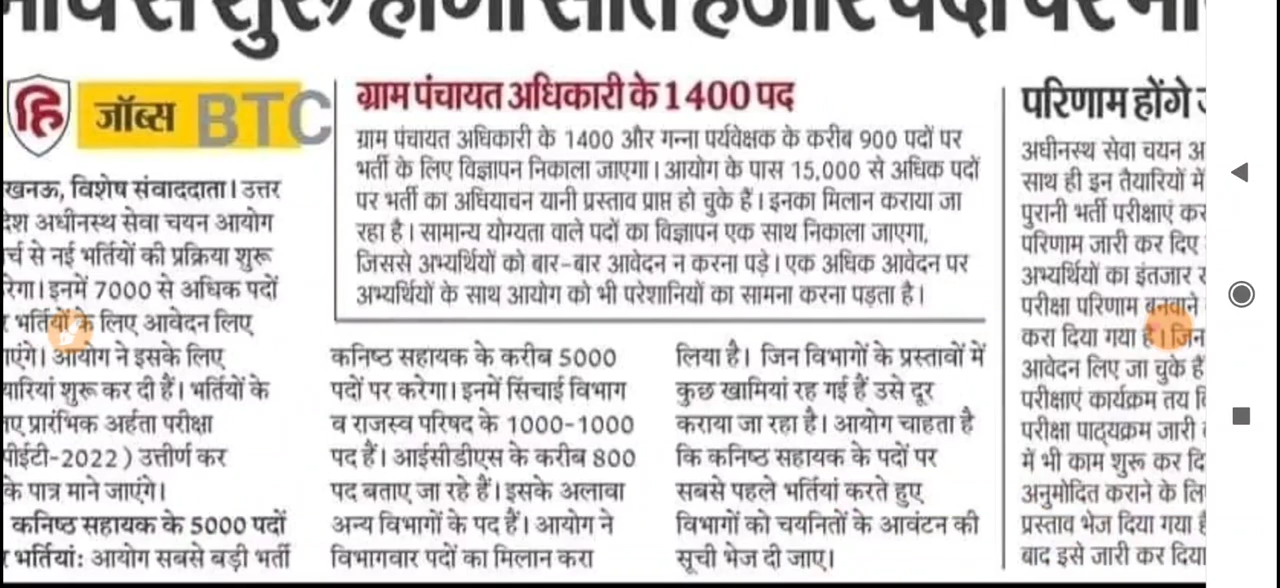 हि जॉब्स BTC
विशेष संवाददाता। उत्तर
अधीनस्थ सेवा चयन आयोग
से नई भर्तियों की प्रक्रिया शुरू
इनमें 7000 से अधिक पदों
भर्तियों के लिए आवेदन लिए
आयोग ने इसके लिए
शुरू कर दी हैं। भर्तियों के
प्रारंभिक अर्हता परीक्षा
उत्तीर्ण कर
के पात्र माने जाएंगे।
कनिष्ठ सहायक के 5000 पदों
भर्तियां: आयोग सबसे बड़ी भर्ती
ग्राम पंचायत अधिकारी के 1400 पद
ग्राम पंचायत अधिकारी के 1400 और गन्ना पर्यवेक्षक के करीब 900 पदों पर
भर्ती के लिए विज्ञापन निकाला जाएगा। आयोग के पास 15,000 से अधिक पदों
पर भर्ती का अधियाचन यानी प्रस्ताव प्राप्त हो चुके हैं। इनका मिलान कराया जा
रहा है। सामान्य योग्यता वाले पदों का विज्ञापन एक साथ निकाला जाएगा,
जिससे अभ्यर्थियों को बार-बार आवेदन न करना पड़े। एक अधिक आवेदन पर
अभ्यर्थियों के साथ आयोग को भी परेशानियों का सामना करना पड़ता है।
कनिष्ठ सहायक के करीब 5000
पदों पर करेगा। इनमें सिंचाई विभाग
व राजस्व परिषद के 1000-1000
पद हैं। आईसीडीएस के करीब 800
पद बताए जा रहे हैं। इसके अलावा
अन्य विभागों के पद हैं। आयोग ने
विभागवार पदों का मिलान करा
लिया है। जिन विभागों के प्रस्तावों में
कुछ खामियां रह गई हैं उसे दूर
कराया जा रहा है। आयोग चाहता है
कि कनिष्ठ सहायक के पदों पर
सबसे पहले भर्तियां करते हुए
विभागों को चयनितों के आवंटन की
सूची भेज दी जाए।
परिणाम होंगे
अधीनस्थ सेवा चयन
साथ ही इन तैयारियों में
पुरानी भर्ती परीक्षाएं
परिणाम जारी कर दिए
अभ्यर्थियों का इंतजार
परीक्षा परिणाम बनवाने
करा दिया गया है। जिन
आवेदन लिए जा चुके हैं
परीक्षाएं कार्यक्रम तय
परीक्षा पाठ्यक्रम जारी
में भी काम शुरू कर
अनुमोदित कराने के
प्रस्ताव भेज दिया गया
बाद इसे जारी कर